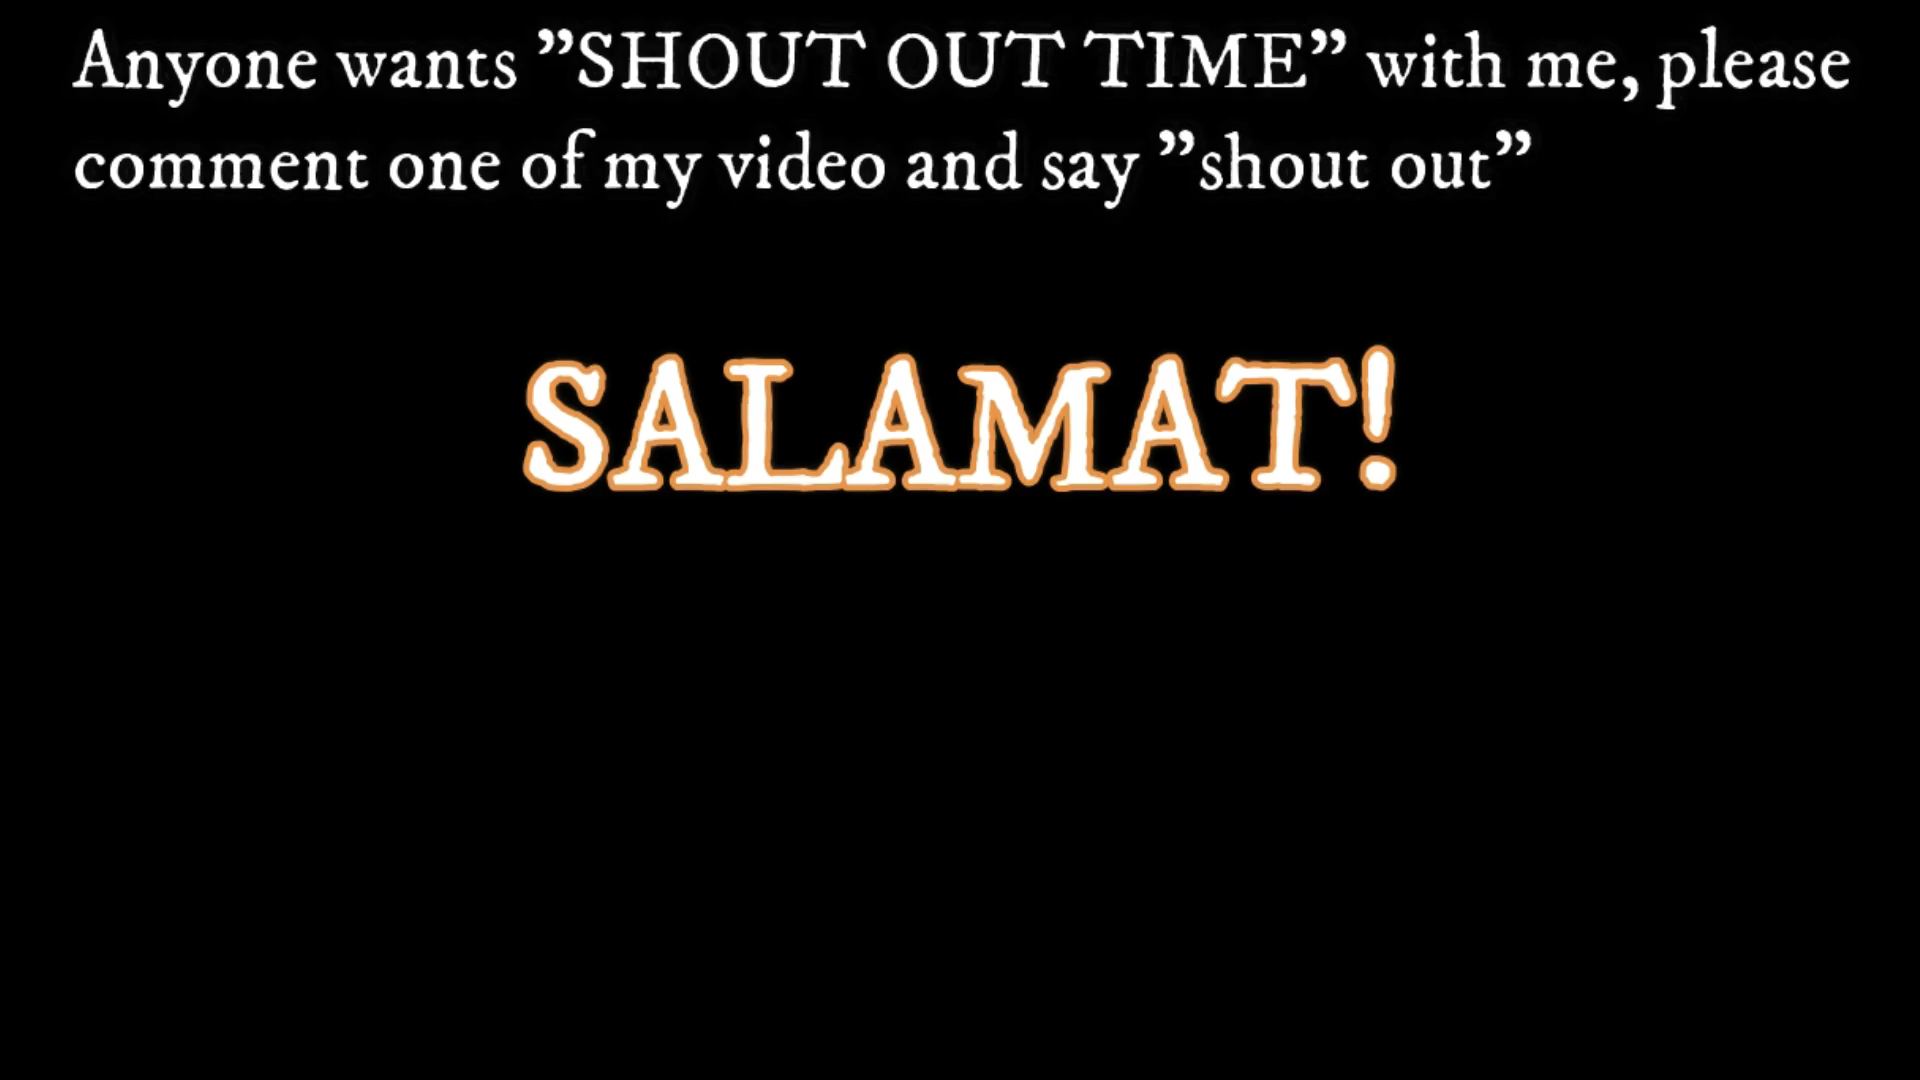 Anyone wants ”SHOUT OUT TIME” with me, please
comment one of my video and say ”shout out”
SALAMAT!